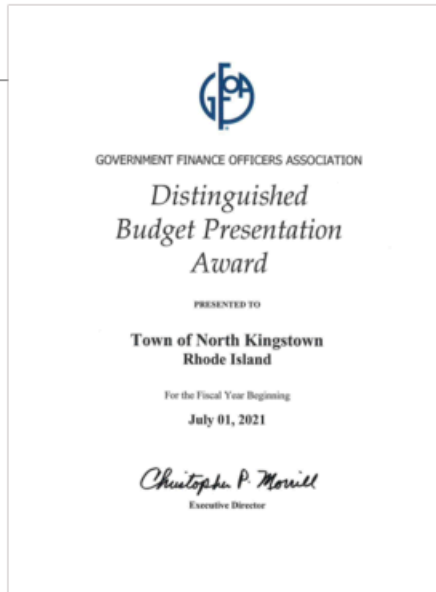 GFOA
GOVERNMENT FINANCE OFFICERS ASSOCIATION
Distinguished
Budget Presentation
Award
PRESENTED TO
Town of North Kingstown
Rhode Island
For the Fiscal Year Beginning
July 01, 2021
Christopher P. Morrill
Executive Director